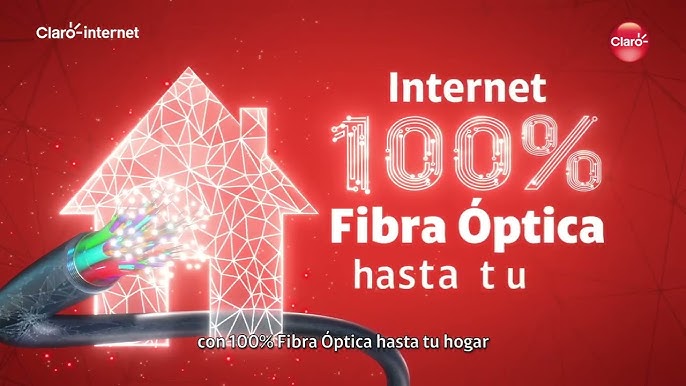 Claro-internet
Claro-
Internet
100%
Fibra Óptica
hasta tu
con 100% Fibra Óptica hasta tu hogar